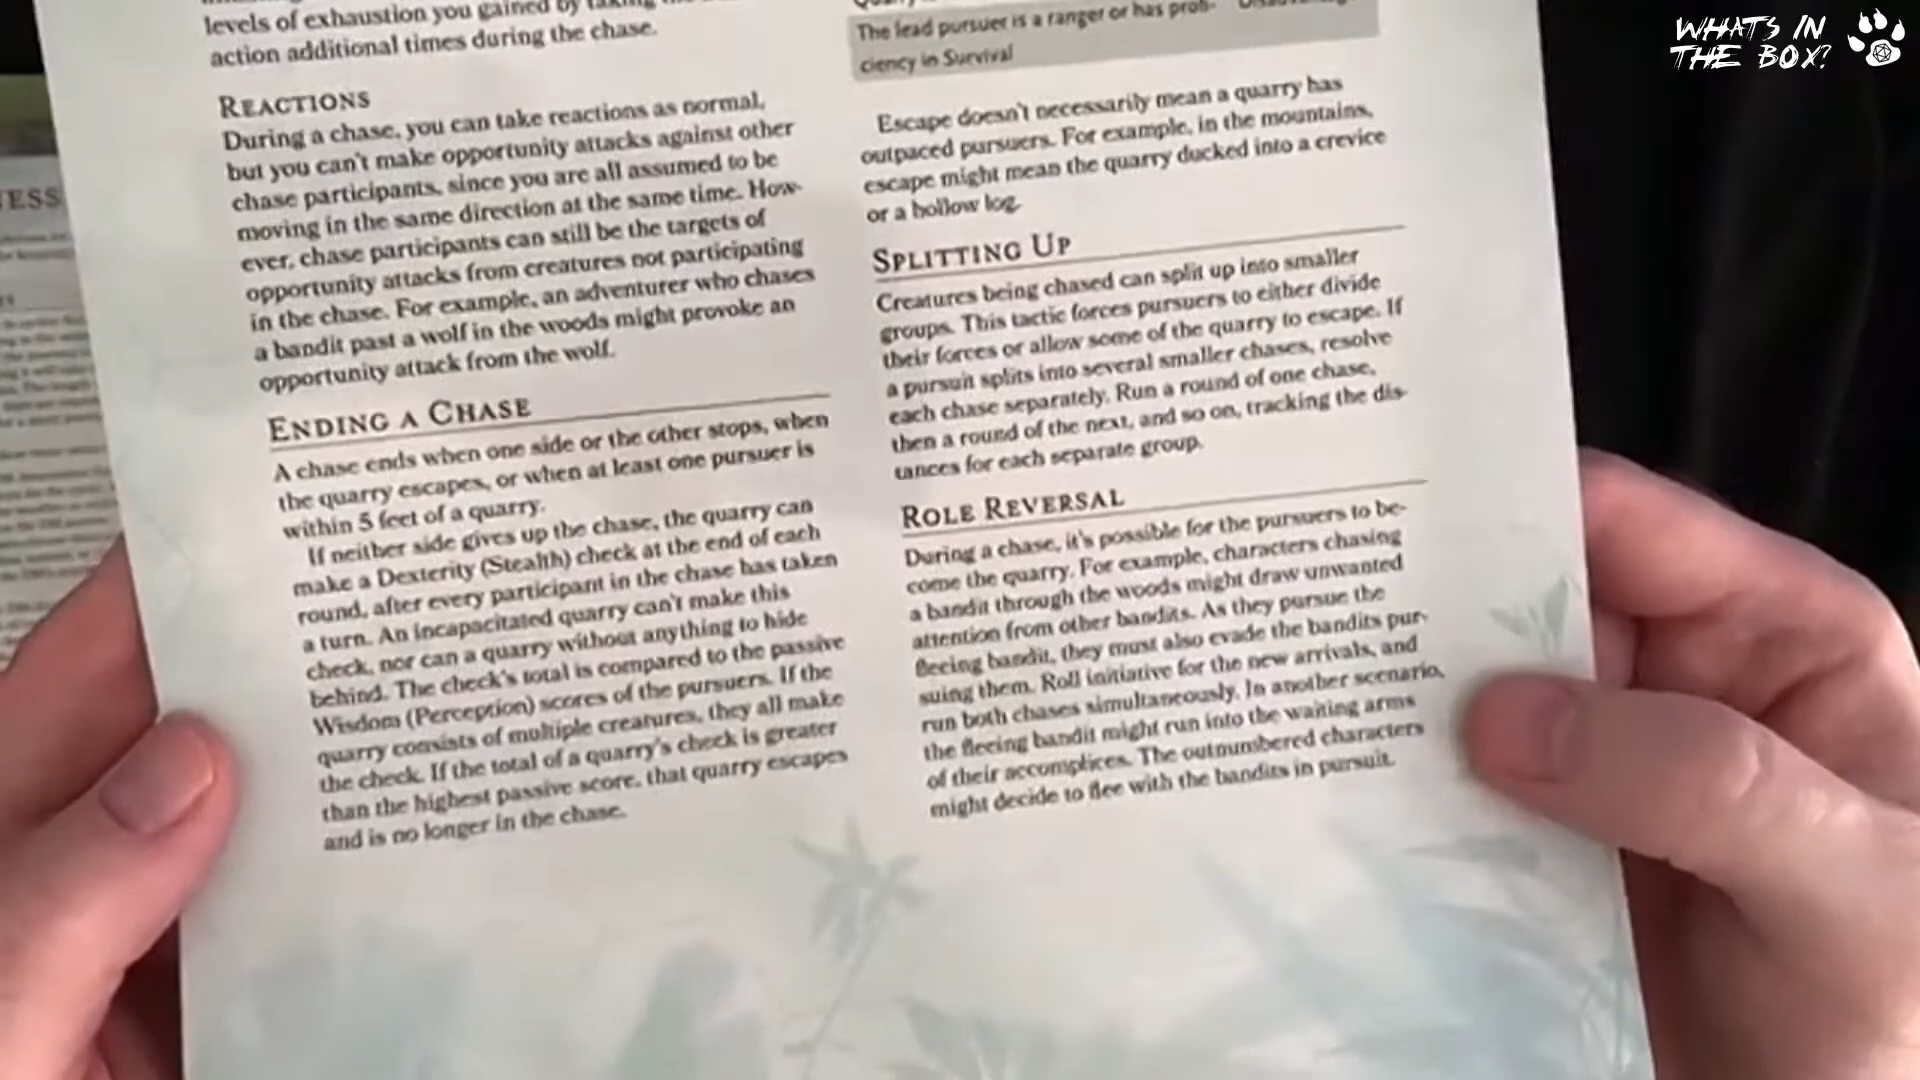 levels of exhaustion you gained by taking the
action additional times during the chase.
REACTIONS
During a chase, you can take reactions as normal,
but you can't make opportunity attacks against other
chase participants, since you are all assumed to be
moving in the same direction at the same time. How-
ever, chase participants can still be the targets of
opportunity attacks from creatures not participating
in the chase. For example, an adventurer who chases
a bandit past a wolf in the woods might provoke an
opportunity attack from the wolf.
ENDING A CHASE
A chase ends when one side or the other stops, when
the quarry escapes, or when at least one pursuer is
within 5 feet of a quarry.
If neither side gives up the chase, the quarry can
make a Dexterity (Stealth) check at the end of each
round, after every participant in the chase has taken
a turn. An incapacitated quarry can't make this
check, nor can a quarry without anything to hide
behind. The check's total is compared to the passive
Wisdom (Perception) scores of the pursuers. If the
quarry consists of multiple creatures, they all make
the check. If the total of a quarry's check is greater
than the highest passive score, that quarry escapes
and is no longer in the chase.
The lead pursuer is a ranger or has profi-
ciency in Survival
Escape doesn't necessarily mean a quarry has
outpaced pursuers. For example, in the mountains,
escape might mean the quarry ducked into a crevice
or a hollow log.
SPLITTING UP
Creatures being chased can split up into smaller
groups. This tactic forces pursuers to either divide
their forces or allow some of the quarry to escape. If
a pursuit splits into several smaller chases, resolve
each chase separately. Run a round of one chase,
then a round of the next, and so on, tracking the dis-
tances for each separate group.
ROLE REVERSAL
During a chase, it's possible for the pursuers to be-
come the quarry. For example, characters chasing
a bandit through the woods might draw unwanted
attention from other bandits. As they pursue the
fleeing bandit, they must also evade the bandits pur-
suing them. Roll initiative for the new arrivals, and
run both chases simultaneously. In another scenario,
the fleeing bandit might run into the waiting arms
of their accomplices. The outnumbered characters
might decide to flee with the bandits in pursuit.
WHATS IN
THE BOX?